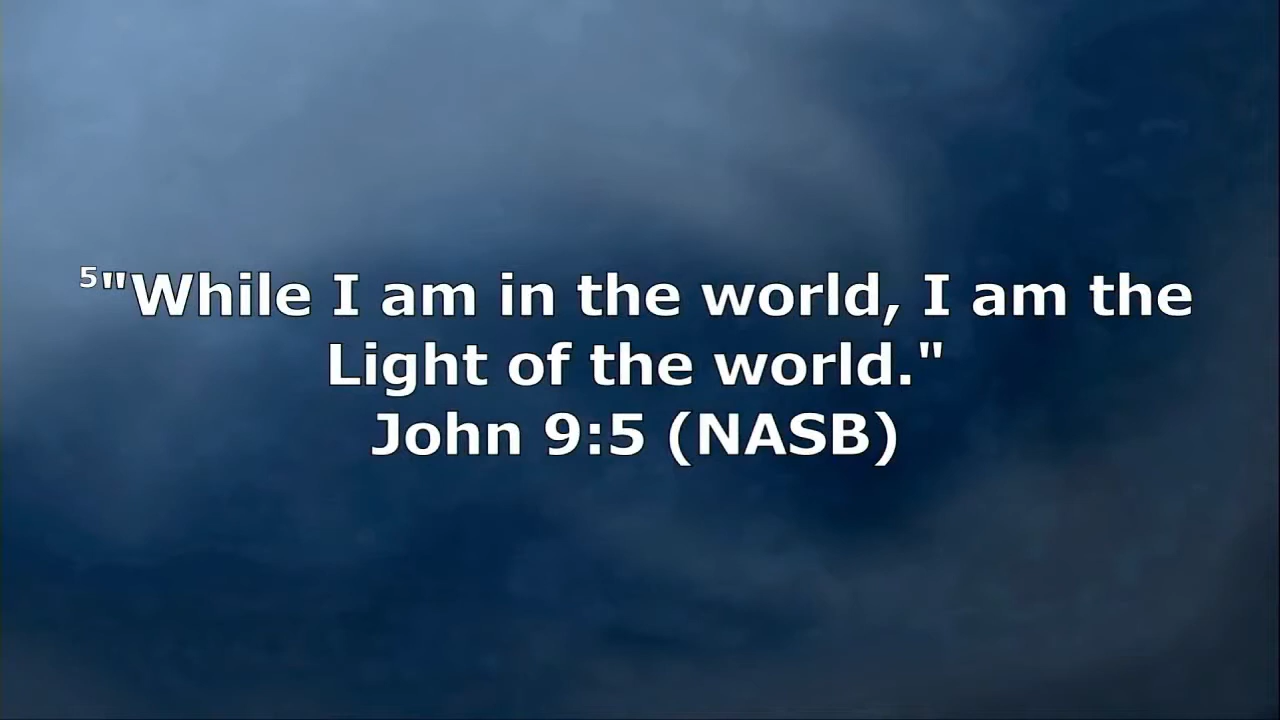 ⁵"While I am in the world, I am the
Light of the world."
John 9:5 (NASB)